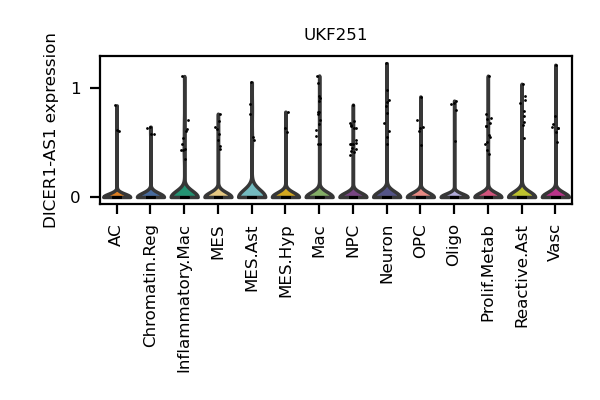 UKF251
DICER1-AS1 expression
1
0
AC
Chromatin.Reg
Inflammatory.Mac
MES
MES.Ast
MES.Hyp
Mac
NPC
Neuron
OPC
Oligo
Prolif.Metab
Reactive.Ast
Vasc